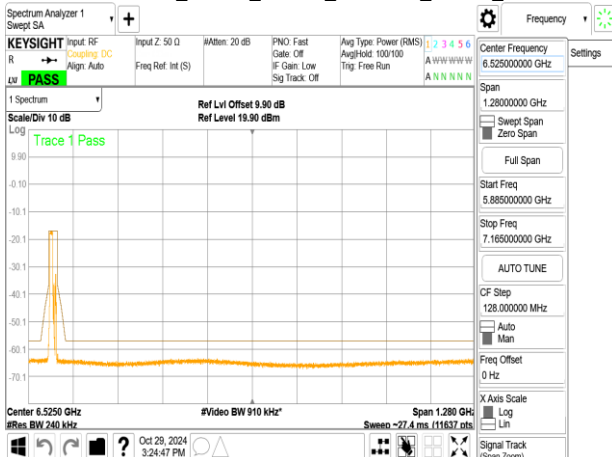 Spectrum Analyzer 1
Swept SA
+
Frequency
KEYSIGHT
R
LXI
PASS
Input: RF
Coupling: DC
Align: Auto
Input Z: 50 Ω
Freq Ref: Int (S)
#Atten: 20 dB
PNO: Fast
Gate: Off
IF Gain: Low
Sig Track: Off
Avg Type: Power (RMS)
Avg|Hold: 100/100
Trig: Free Run
1 2 3 4 5 6
A W W W W W
A N N N N N
1 Spectrum
Scale/Div 10 dB
Ref Lvl Offset 9.90 dB
Ref Level 19.90 dBm
Log
Trace 1 Pass
9.90
-0.10
-10.1
-20.1
-30.1
-40.1
-50.1
-60.1
-70.1
Center 6.5250 GHz
#Res BW 240 kHz
#Video BW 910 kHz*
Span 1.280 GHz
Sweep ~27.4 ms (11637 pts
?
Oct 29, 2024
3:24:47 PM
Center Frequency
6.525000000 GHz
Settings
Span
1.28000000 GHz
Swept Span
Zero Span
Full Span
Start Freq
5.885000000 GHz
Stop Freq
7.165000000 GHz
AUTO TUNE
CF Step
128.000000 MHz
Auto
Man
Freq Offset
0 Hz
X Axis Scale
Log
Lin
Signal Track
(Span Zoom)